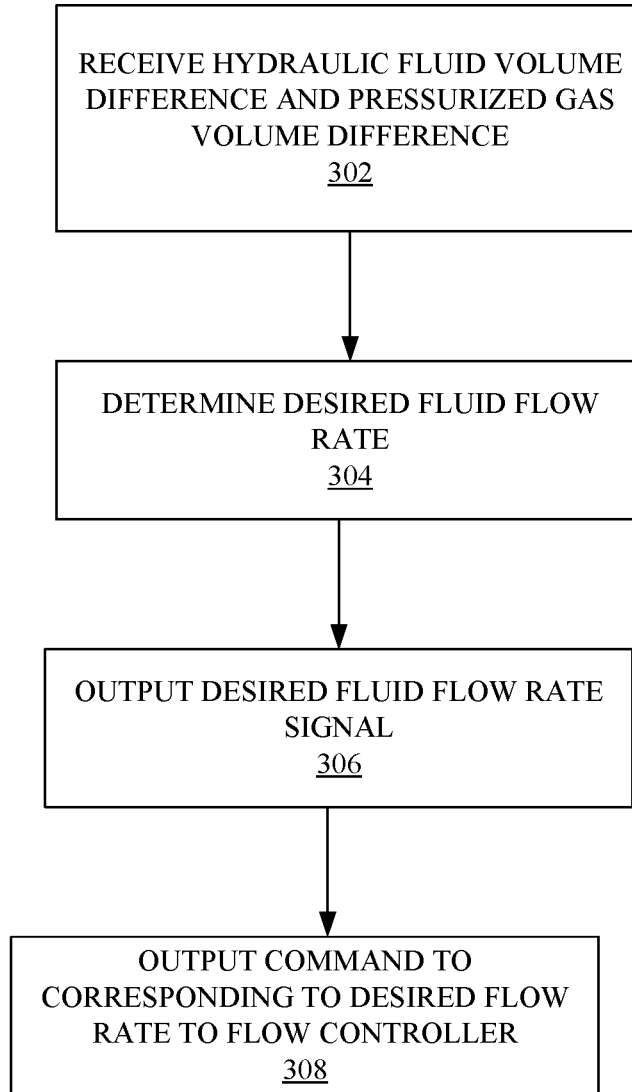 RECEIVE HYDRAULIC FLUID VOLUME
DIFFERENCE AND PRESSURIZED GAS
VOLUME DIFFERENCE
302
DETERMINE DESIRED FLUID FLOW
RATE
304
OUTPUT DESIRED FLUID FLOW RATE
SIGNAL
306
OUTPUT COMMAND TO
CORRESPONDING TO DESIRED FLOW
RATE TO FLOW CONTROLLER
308